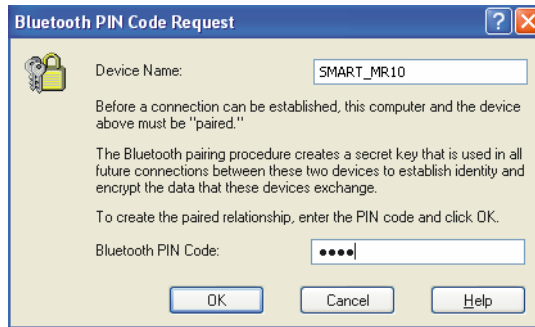 Bluetooth PIN Code Request
Device Name: SMART_MR10
Before a connection can be established, this computer and the device
above must be "paired."
The Bluetooth pairing procedure creates a secret key that is used in all
future connections between these two devices to establish identity and
encrypt the data that these devices exchange.
To create the paired relationship, enter the PIN code and click OK.
Bluetooth PIN Code: ●●●●
OK Cancel Help